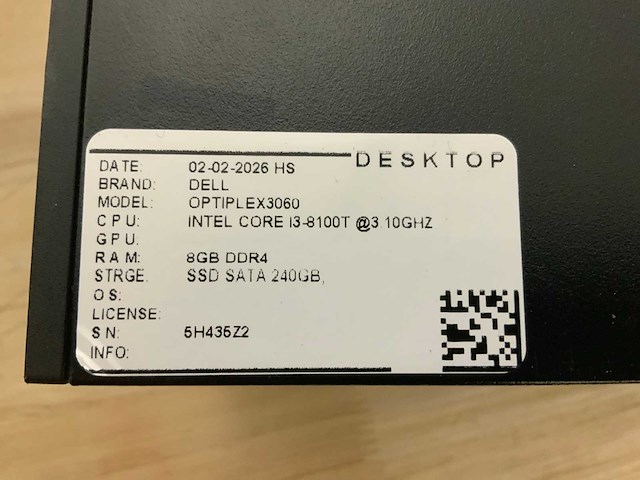 DESKTOP
DATE: 02-02-2026 HS
BRAND: DELL
MODEL: OPTIPLEX3060
CPU: INTEL CORE I3-8100T @3.10GHZ
GPU:
RAM: 8GB DDR4
STRGE: SSD SATA 240GB,
OS:
LICENSE:
SN: 5H435Z2
INFO: